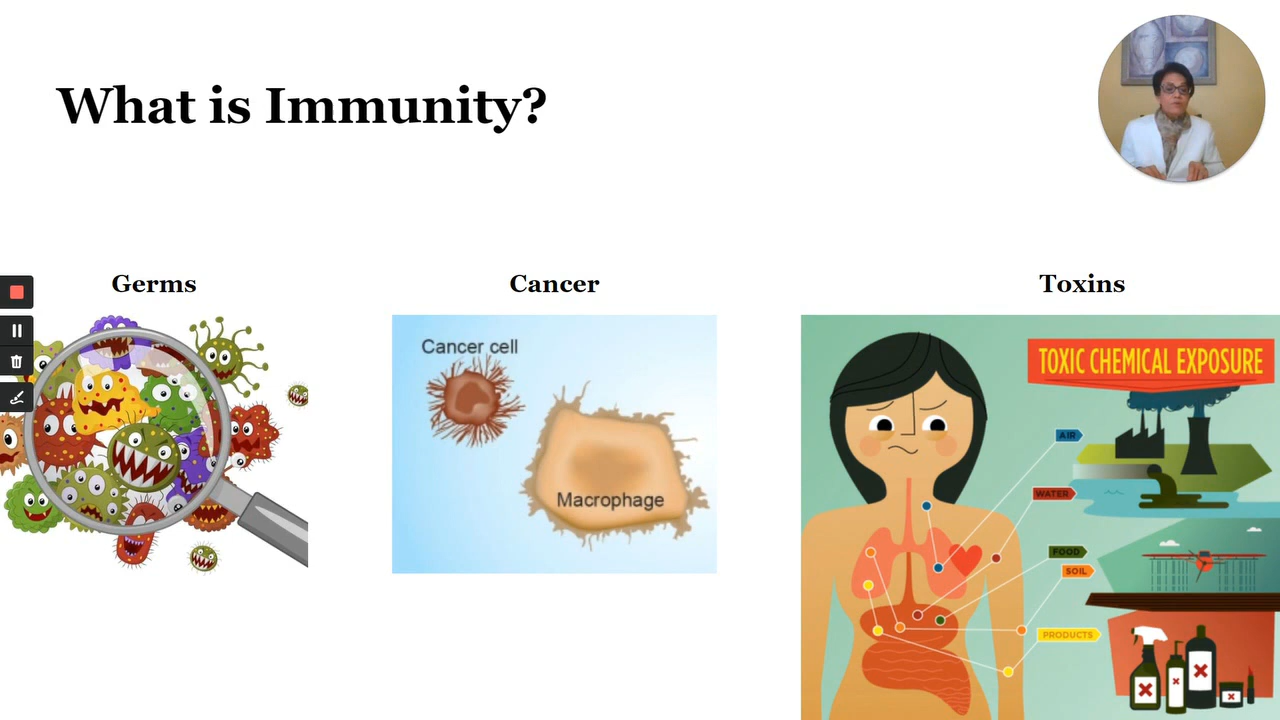 What is Immunity?
Germs
Cancer
Toxins
Cancer cell
Macrophage
TOXIC CHEMICAL EXPOSURE
AIR
WATER
FOOD
SOIL
PRODUCTS